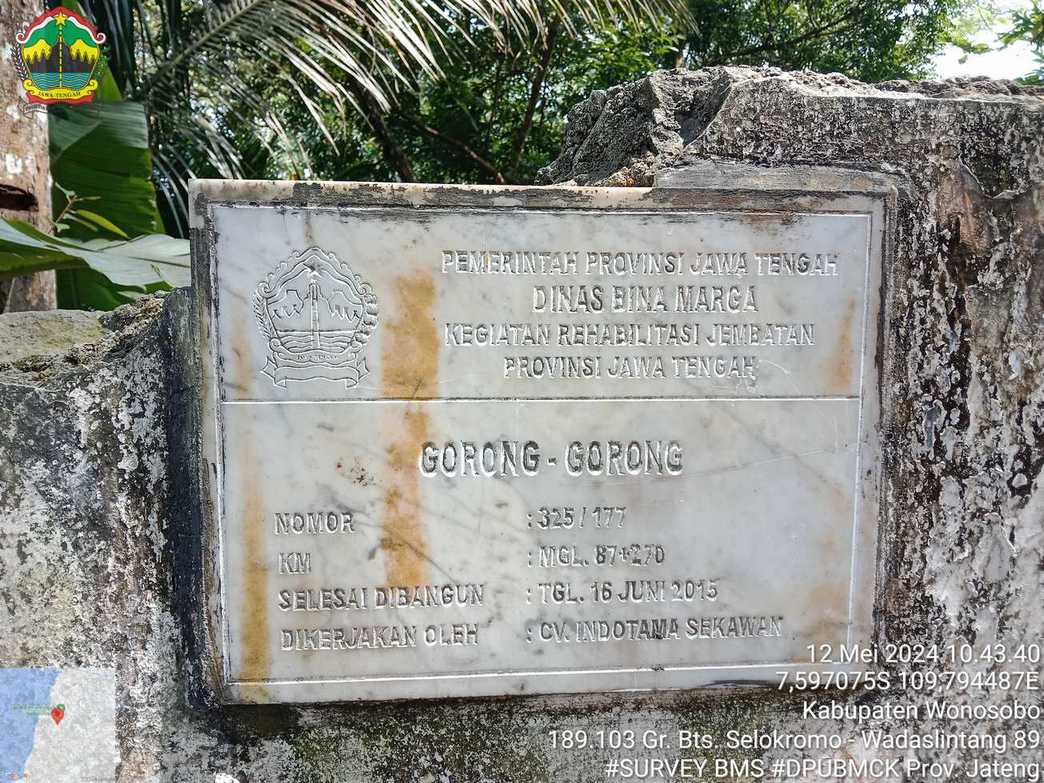 JAWA TENGAH
PEMERINTAH PROVINSI JAWA TENGAH
DINAS BINA MARGA
KEGIATAN REHABILITASI JEMBATAN
PROVINSI JAWA TENGAH
GORONG - GORONG
NOMOR : 325 / 177
KM : MGL. 87+270
SELESAI DIBANGUN : TGL. 16 JUNI 2015
DIKERJAKAN OLEH : CV. INDOTAMA SEKAWAN
12 Mei 2024 10.43.40
7,597075S 109,794487E
Kabupaten Wonosobo
189.103 Gr. Bts. Selokromo - Wadaslintang 89
#SURVEY BMS #DPUBMCK Prov. Jateng